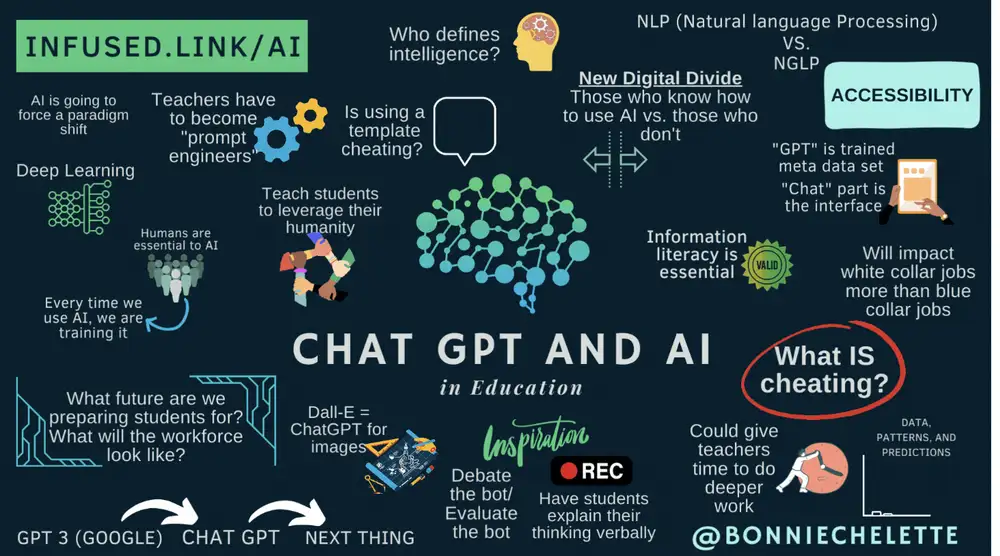 INFUSED.LINK/AI
Who defines
intelligence?
NLP (Natural language Processing)
VS.
NGLP
ACCESSIBILITY
New Digital Divide
Those who know how
to use AI vs. those who
don't
AI is going to
force a paradigm
shift
Teachers have
to become
"prompt
engineers"
Is using a
template
cheating?
Deep Learning
"GPT" is trained
meta data set
"Chat" part is
the interface
Teach students
to leverage their
humanity
Humans are
essential to AI
Every time we
use AI, we are
training it
Information
literacy is
essential
VALID
Will impact
white collar jobs
more than blue
collar jobs
CHAT GPT AND AI
in Education
What IS
cheating?
What future are we
preparing students for?
What will the workforce
look like?
Dall-E =
ChatGPT for
images
Inspiration
REC
Debate
the bot/
Evaluate
the bot
Have students
explain their
thinking verbally
Could give
teachers
time to do
deeper
work
DATA,
PATTERNS, AND
PREDICTIONS
GPT 3 (GOOGLE)
CHAT GPT
NEXT THING
@BONNIECHELETTE